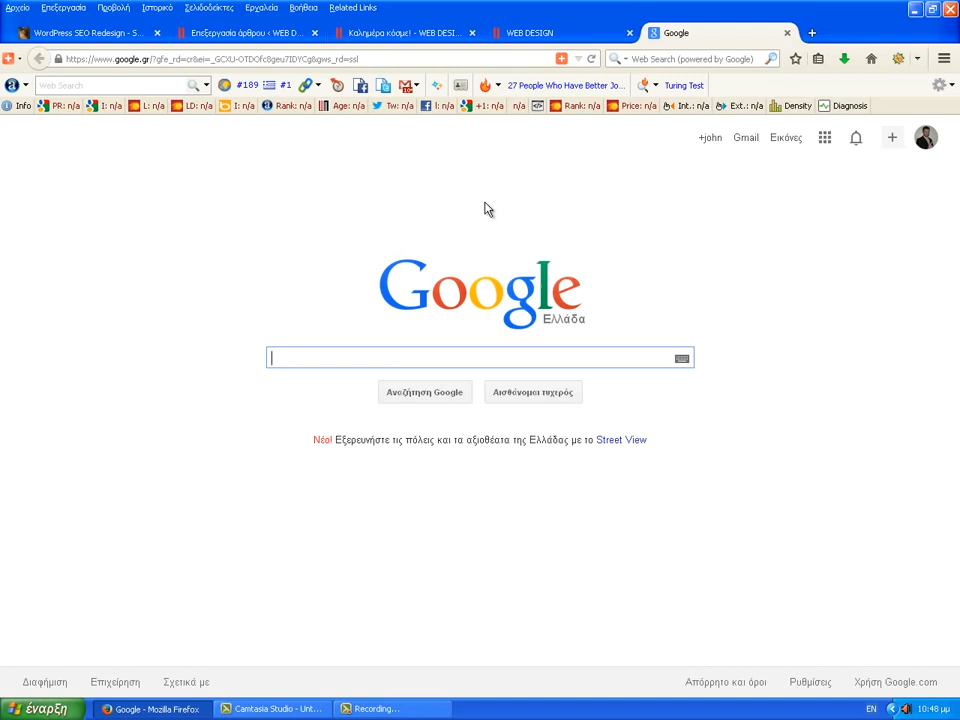 Αρχείο Επεξεργασία Προβολή Ιστορικό Σελιδοδείκτες Εργαλεία Βοήθεια Related Links
WordPress SEO Redesign - S... Επεξεργασία άρθρου ‹ WEB D... Καλημέρα κόσμε! - WEB DESI... WEB DESIGN Google
https://www.google.gr/?gfe_rd=cr&ei=_GCXU-OTDOfc8geu7IDYCg&gws_rd=ssl Web Search (powered by Google)
Web Search #189 #1 27 People Who Have Better Jo... Turing Test
Info PR: n/a I: n/a L: n/a LD: n/a I: n/a Rank: n/a Age: n/a Tw: n/a l: n/a +1: n/a n/a Rank: n/a Price: n/a Int.: n/a Ext.: n/a Density Diagnosis
+john Gmail Εικόνες
Google
Ελλάδα
Αναζήτηση Google Αισθάνομαι τυχερός
Νέο! Εξερευνήστε τις πόλεις και τα αξιοθέατα της Ελλάδας με το Street View
Διαφήμιση Επιχείρηση Σχετικά με Απόρρητο και όροι Ρυθμίσεις Χρήση Google.com
έναρξη Google - Mozilla Firefox Camtasia Studio - Unt... Recording... EN 10:48 μμ